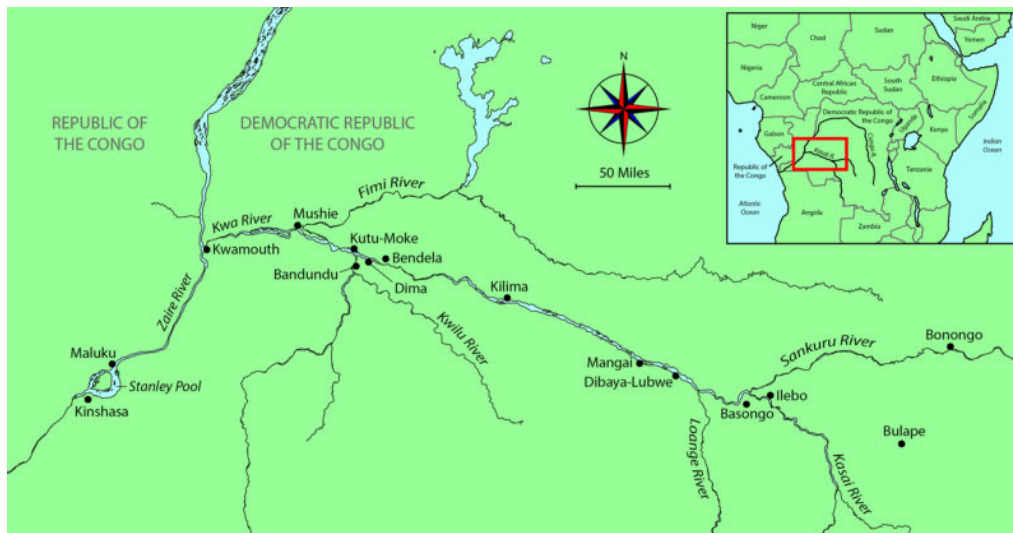 REPUBLIC OF
THE CONGO
DEMOCRATIC REPUBLIC
OF THE CONGO
N
50 Miles
Fimi River
Mushie
Kwa River
Kwamouth
Kutu-Moke
Bendela
Bandundu
Dima
Kilima
Zaire River
Kwilu River
Maluku
Stanley Pool
Kinshasa
Mangai
Dibaya-Lubwe
Sankuru River
Bonongo
Ilebo
Basongo
Bulape
Loange River
Kasai River
Niger
Chad
Sudan
Saudi Arabia
Yemen
Nigeria
Central African
Republic
South
Sudan
Ethiopia
Somalia
Cameroon
Democratic Republic of
the Congo
Uganda
Kenya
Gabon
Congo R.
Kasai R.
Indian
Ocean
Republic of
the Congo
Tanzania
Atlantic
Ocean
Angola
Zambia